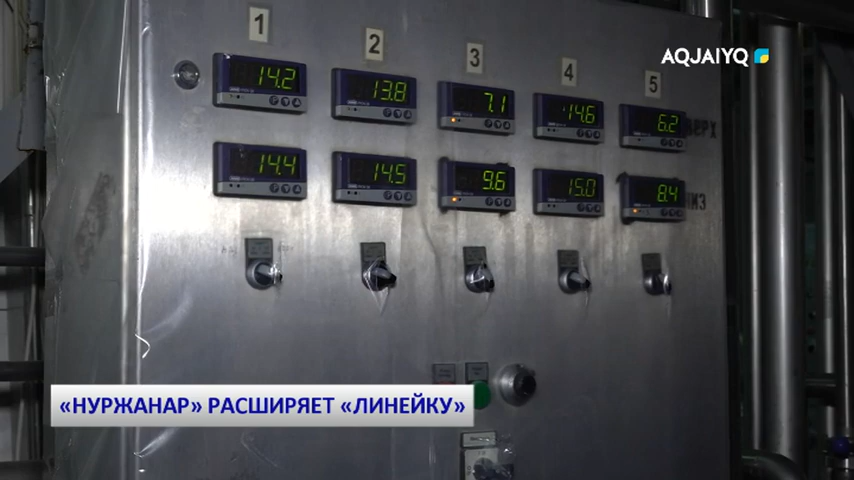 AQJAIYQ
1 2 3 4 5
14.2 13.8 7.1 14.6 6.2 ВЕРХ
14.4 14.5 9.6 15.0 8.4 НИЗ
«НУРЖАНАР» РАСШИРЯЕТ «ЛИНЕЙКУ»